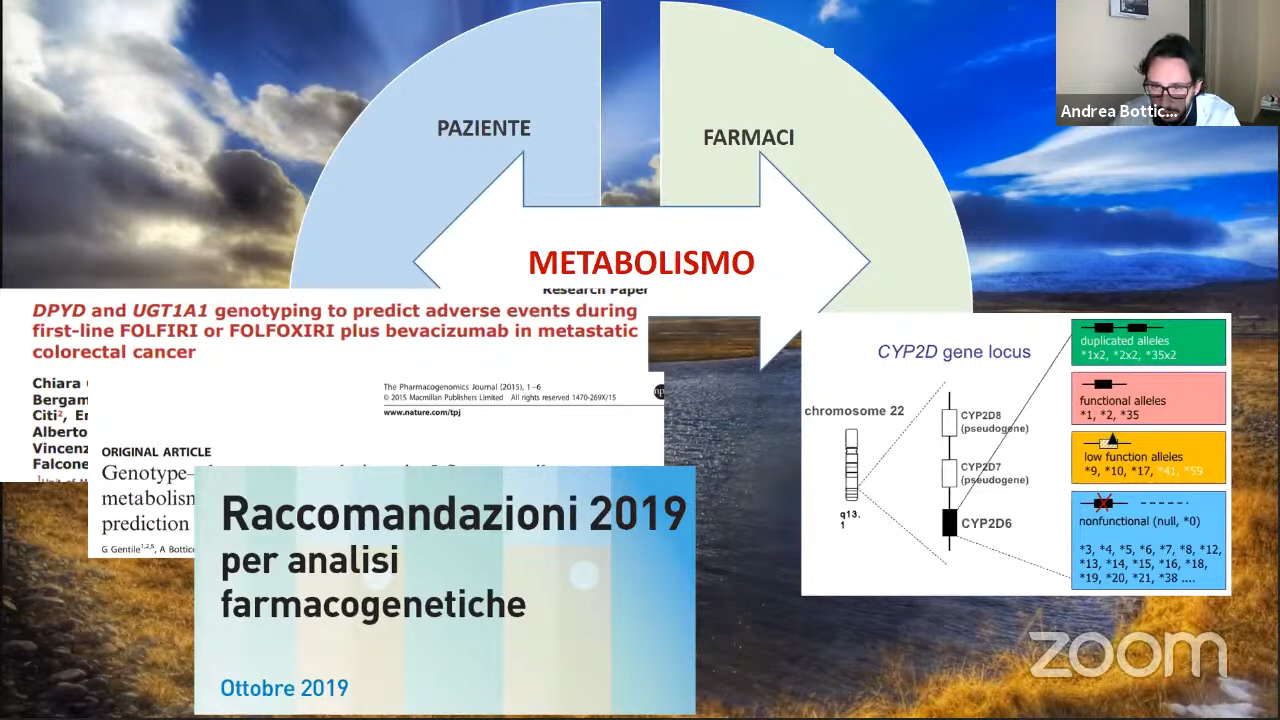 PAZIENTE
FARMACI
Andrea Bottic...
METABOLISMO
Research Paper
DPYD and UGT1A1 genotyping to predict adverse events during
first-line FOLFIRI or FOLFOXIRI plus bevacizumab in metastatic
colorectal cancer
Chiara
Bergam
Citi², Er
Alberto
Vincenz
Falcone
The Pharmacogenomics Journal (2015), 1–6
© 2015 Macmillan Publishers Limited All rights reserved 1470-269X/15
www.nature.com/tpj
ORIGINAL ARTICLE
Genotype–
metabolism
prediction
G Gentile1,2,5, A Bottic
Raccomandazioni 2019
per analisi
farmacogenetiche
Ottobre 2019
CYP2D gene locus
chromosome 22
q13.
1
CYP2D8
(pseudogene)
CYP2D7
(pseudogene)
CYP2D6
duplicated alleles
*1x2, *2x2, *35x2
functional alleles
*1, *2, *35
low function alleles
*9, *10, *17, *41, *59
nonfunctional (null, *0)
*3, *4, *5, *6, *7, *8, *12,
*13, *14, *15, *16, *18,
*19, *20, *21, *38 ....
zoom